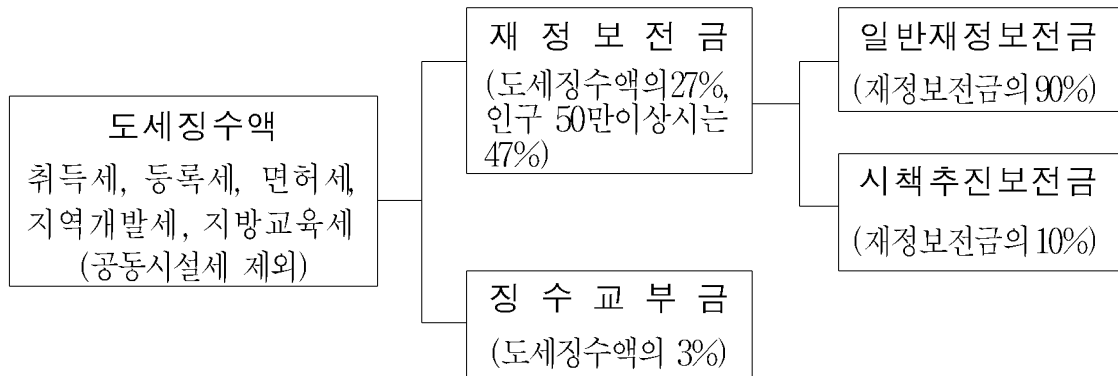 도세징수액
취득세, 등록세, 면허세,
지역개발세, 지방교육세
(공동시설세 제외)
재 정 보 전 금
(도세징수액의27%,
인구 50만이상시는
47%)
징 수 교 부 금
(도세징수액의 3%)
일반재정보전금
(재정보전금의 90%)
시책추진보전금
(재정보전금의 10%)